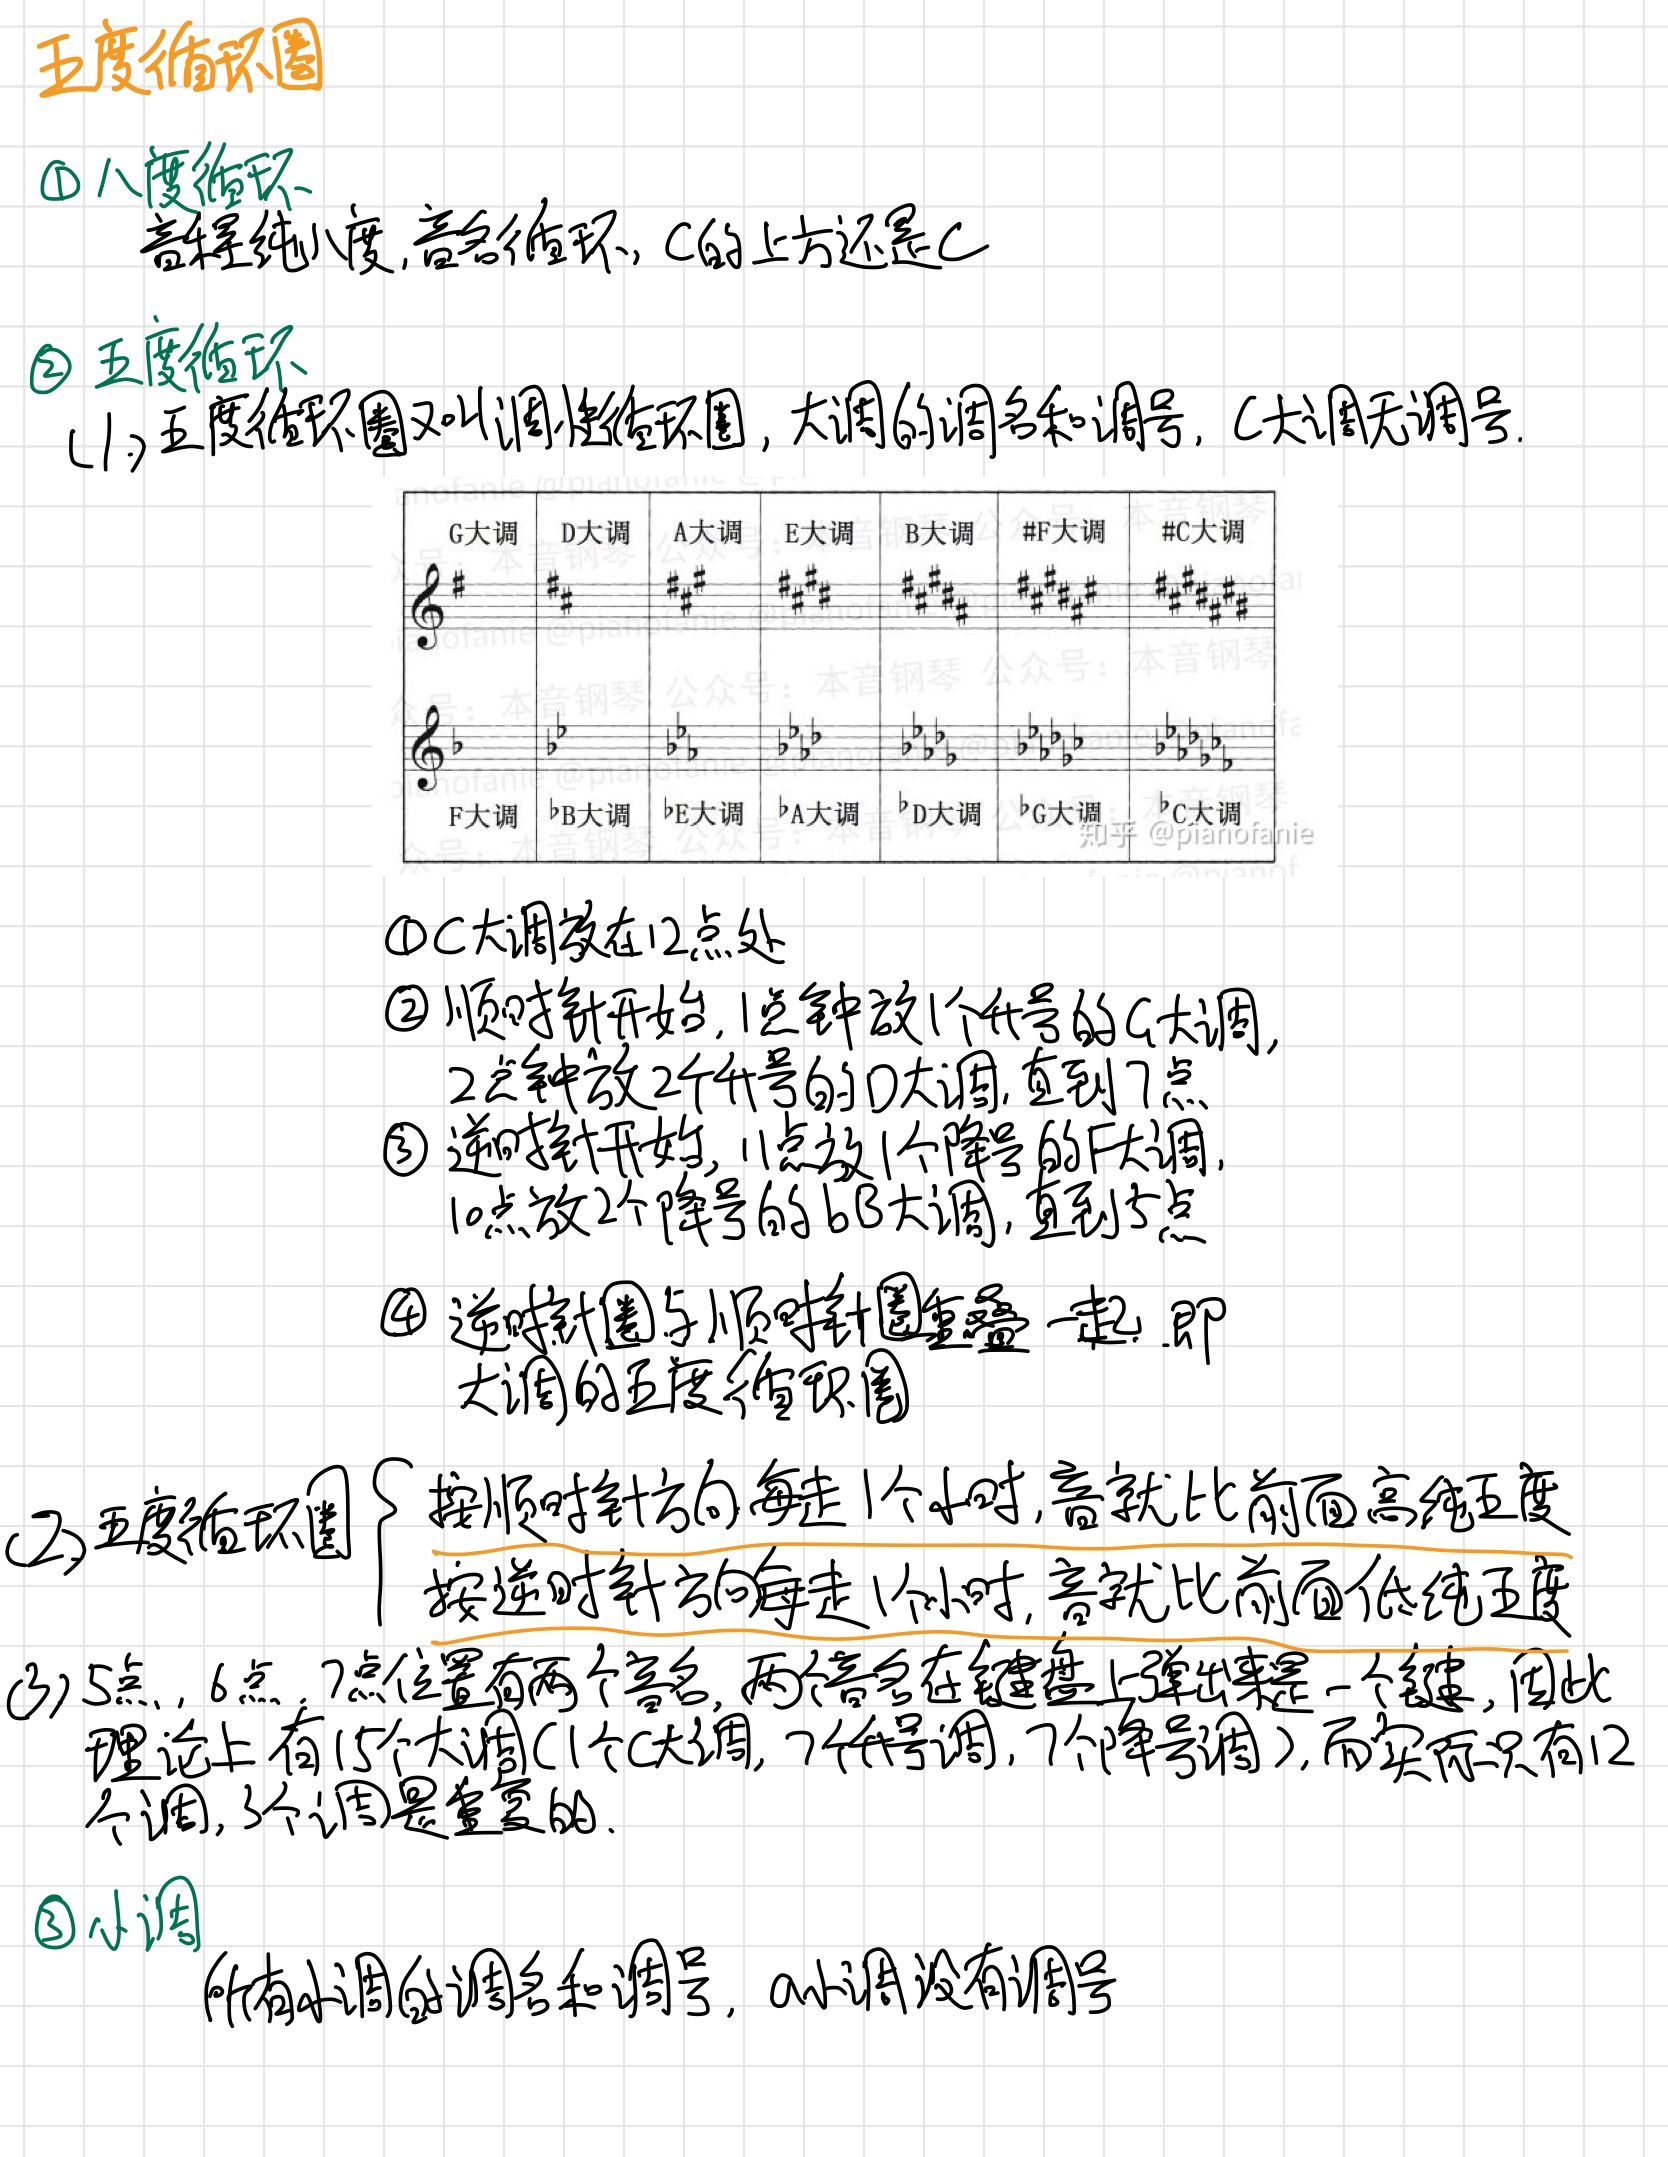 五度循环圈
① 八度循环
音程纯八度,音名循环, C的上方还是C
② 五度循环
(1.) 五度循环圈又叫调性循环圈, 大调的调名和调号, C大调无调号.
G大调 D大调 A大调 E大调 B大调 #F大调 #C大调
F大调 ♭B大调 ♭E大调 ♭A大调 ♭D大调 ♭G大调 ♭C大调
知乎 @pianofanie
① C大调放在12点处
② 顺时针开始, 1点钟放1个升号的G大调,
2点钟放2个升号的D大调, 直到7点
③ 逆时针开始, 11点放1个降号的F大调,
10点放2个降号的bB大调, 直到5点
④ 逆时针圈与顺时针圈重叠一起, 即
大调的五度循环圈
(2.) 五度循环圈
按顺时针方向每走1个小时, 音就比前面高纯五度
按逆时针方向每走1个小时, 音就比前面低纯五度
(3) 5点, 6点, 7点位置有两个音名, 两个音名在键盘上弹出来是一个键, 因此
理论上有15个大调(1个C大调, 7个升号调, 7个降号调), 而实际只有12
个调, 3个调是重复的.
③ 小调
所有小调的调名和调号, a小调没有调号